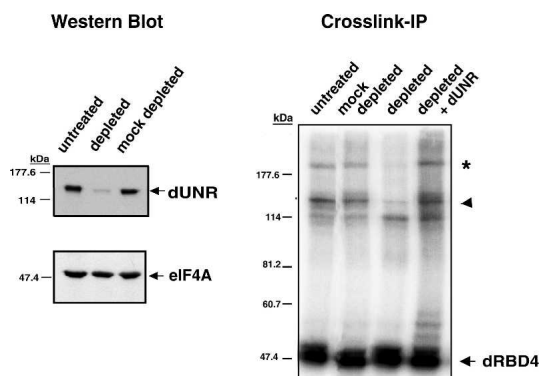 Western Blot
untreated
depleted
mock depleted
kDa
177.6
114
dUNR
47.4
eIF4A
Crosslink-IP
untreated
mock
depleted
depleted
depleted
+ dUNR
kDa
177.6
*
114
81.2
60.7
47.4
dRBD4